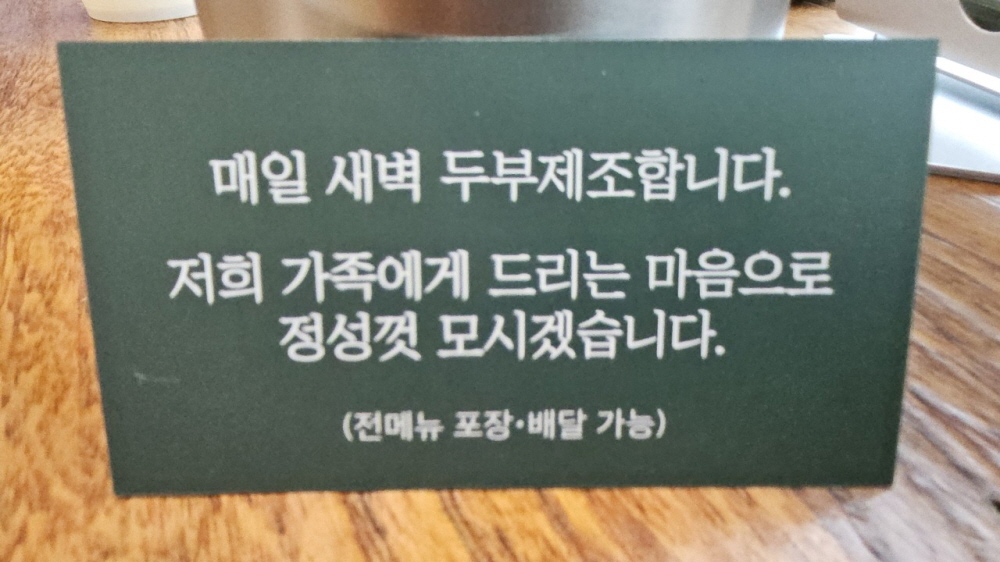 매일 새벽 두부제조합니다.
저희 가족에게 드리는 마음으로
정성껏 모시겠습니다.
(전메뉴 포장·배달 가능)